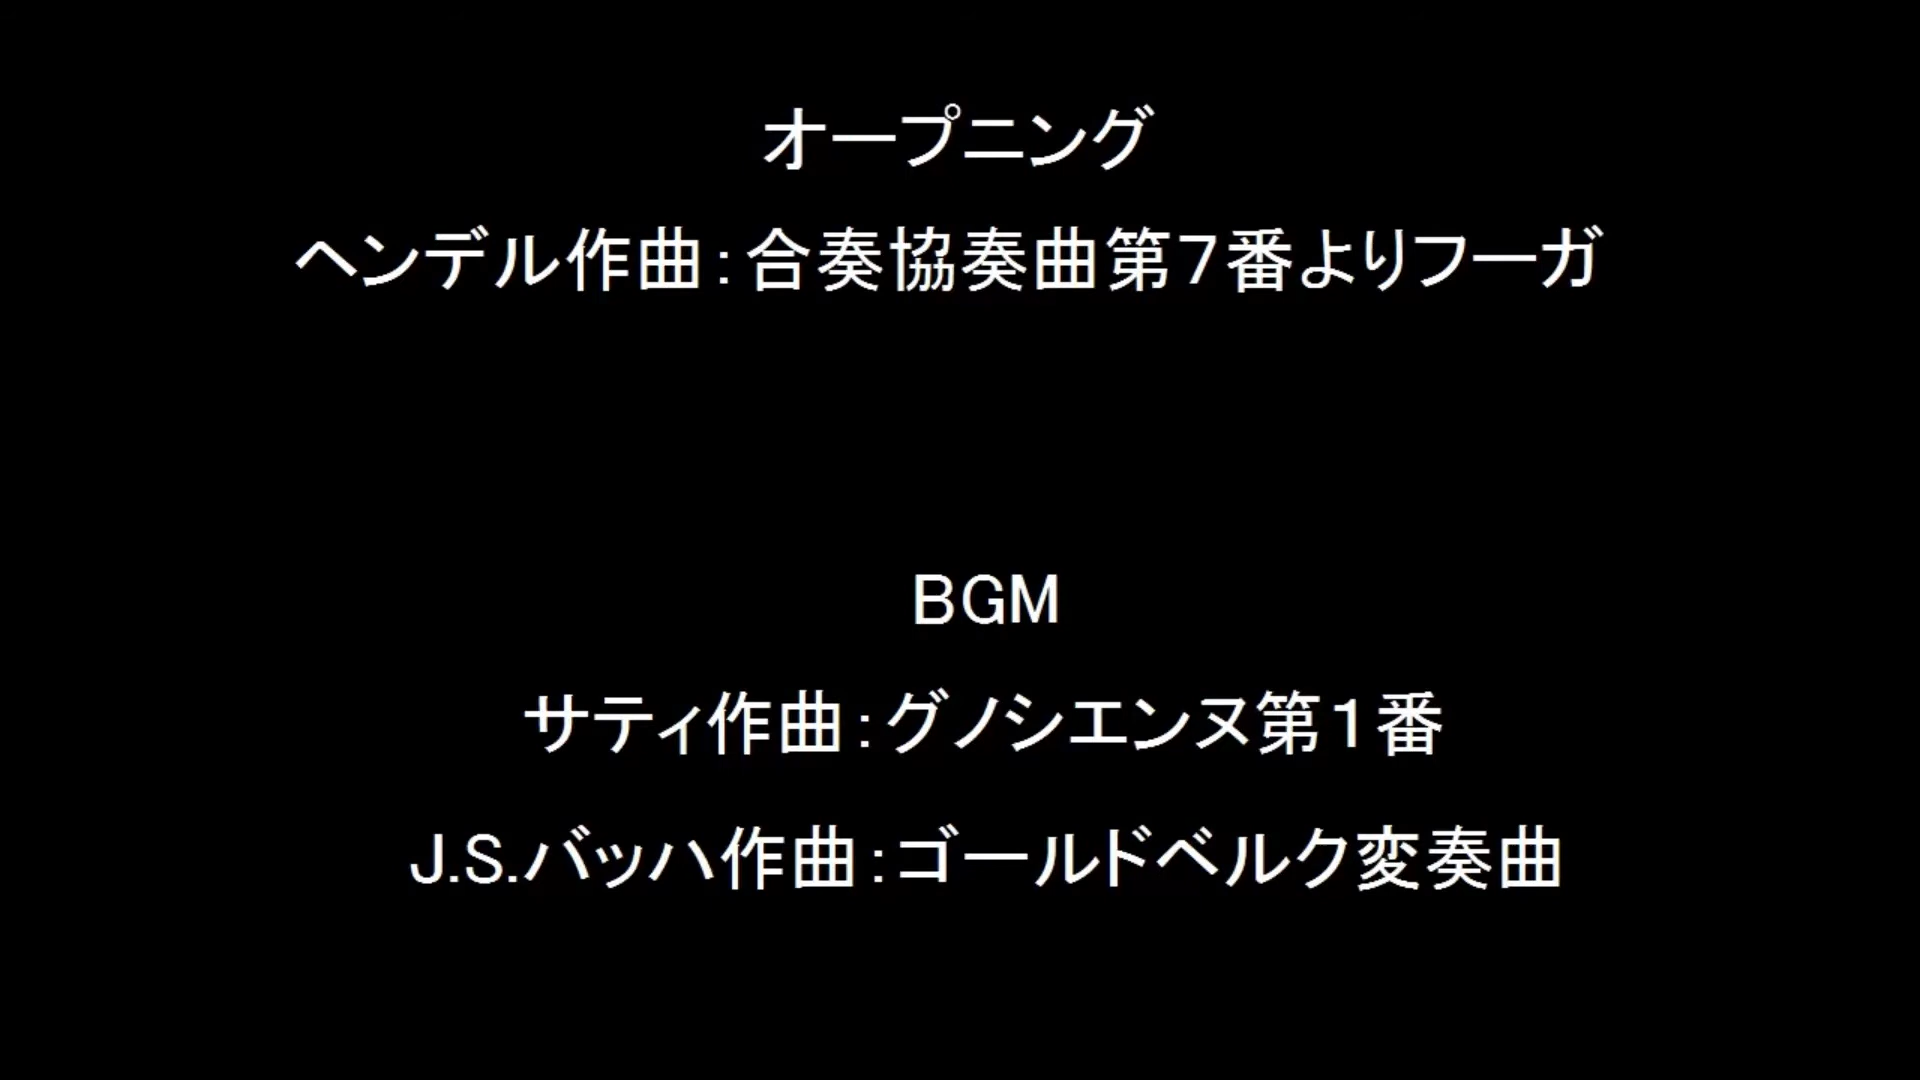 オープニング
ヘンデル作曲：合奏協奏曲第７番よりフーガ
BGM
サティ作曲：グノシエンヌ第１番
J.S.バッハ作曲：ゴールドベルク変奏曲